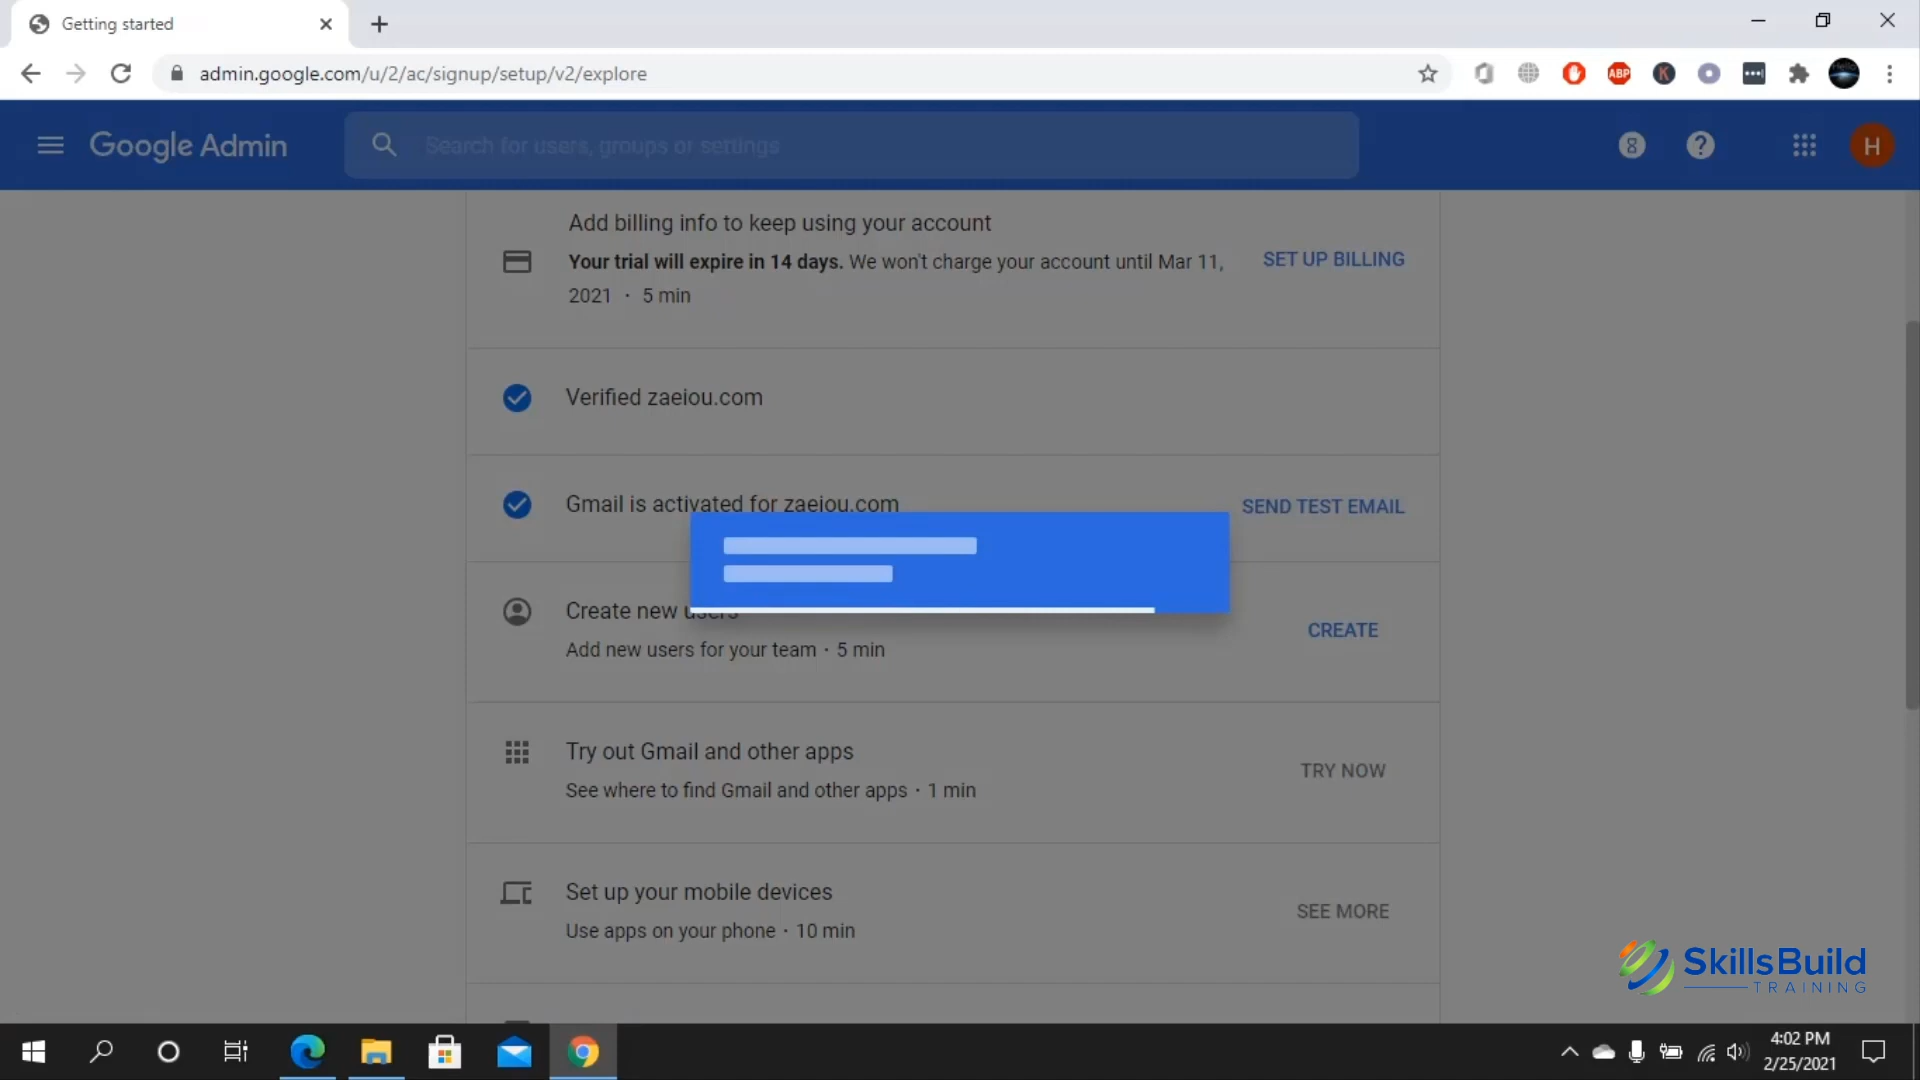 Getting started
admin.google.com/u/2/ac/signup/setup/v2/explore
ABP
K
Google Admin
Search for users, groups or settings
8
?
H
Add billing info to keep using your account
Your trial will expire in 14 days. We won't charge your account until Mar 11,
2021 · 5 min
SET UP BILLING
Verified zaeiou.com
Gmail is activated for zaeiou.com
SEND TEST EMAIL
Create new users
Add new users for your team · 5 min
CREATE
Try out Gmail and other apps
See where to find Gmail and other apps · 1 min
TRY NOW
Set up your mobile devices
Use apps on your phone · 10 min
SEE MORE
SkillsBuild
TRAINING
4:02 PM
2/25/2021